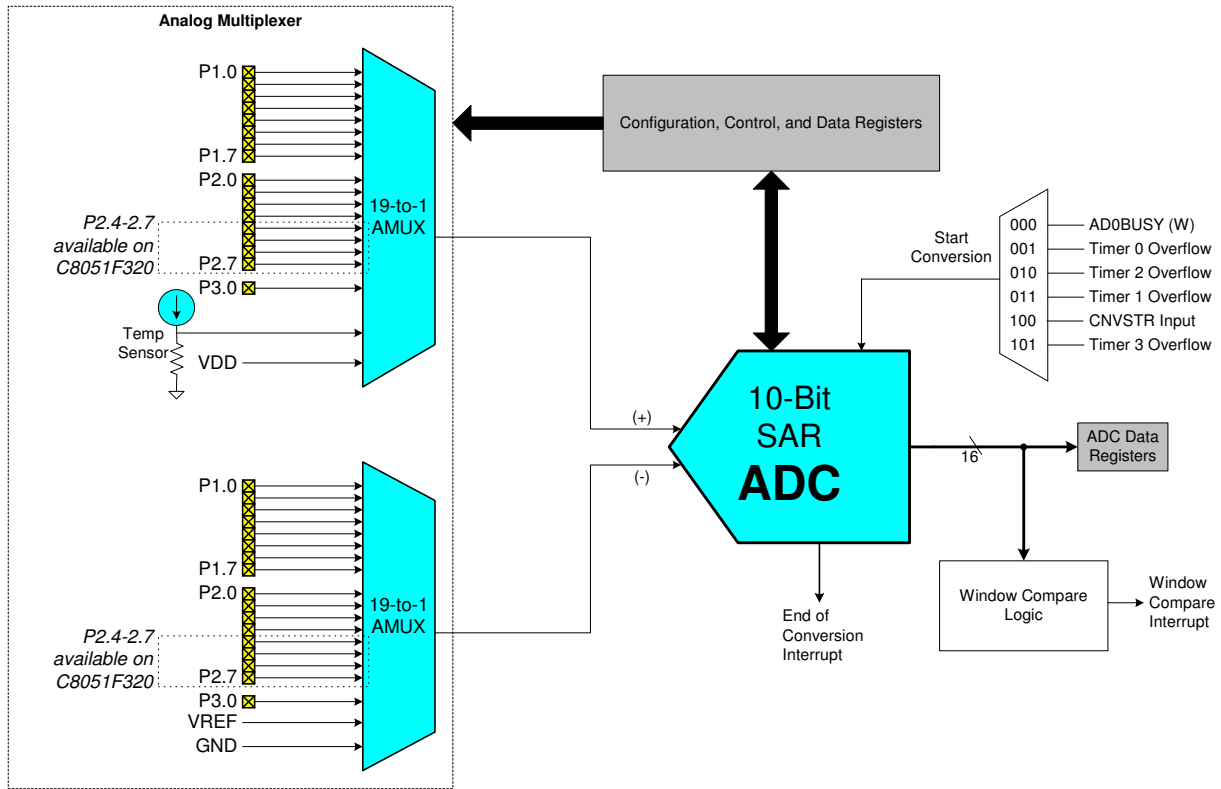 Analog Multiplexer
P1.0
P1.7
P2.0
P2.4-2.7
available on
C8051F320
P2.7
P3.0
Temp
Sensor
VDD
19-to-1
AMUX
Configuration, Control, and Data Registers
Start
Conversion
000
AD0BUSY (W)
001
Timer 0 Overflow
010
Timer 2 Overflow
011
Timer 1 Overflow
100
CNVSTR Input
101
Timer 3 Overflow
(+)
(-)
10-Bit
SAR
ADC
16
ADC Data
Registers
End of
Conversion
Interrupt
Window Compare
Logic
Window
Compare
Interrupt
P1.0
P1.7
P2.0
P2.4-2.7
available on
C8051F320
P2.7
P3.0
VREF
GND
19-to-1
AMUX